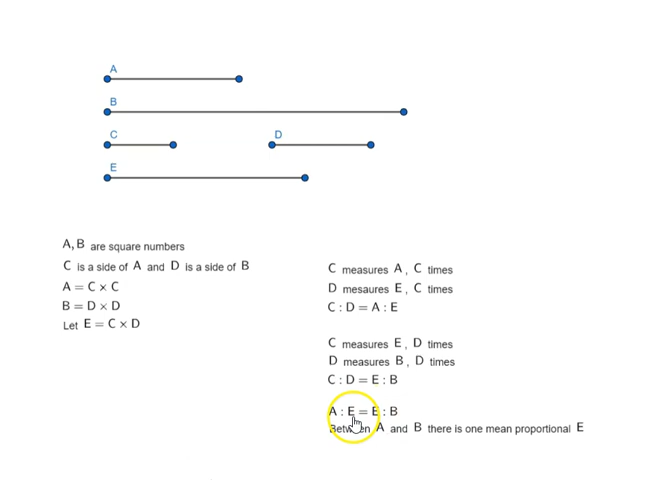 A
B
C D
E
A, B are square numbers
C is a side of A and D is a side of B
A = C × C
B = D × D
Let E = C × D
C measures A , C times
D mesaures E , C times
C : D = A : E
C measures E , D times
D measures B , D times
C : D = E : B
A : E = E : B
Between A and B there is one mean proportional E